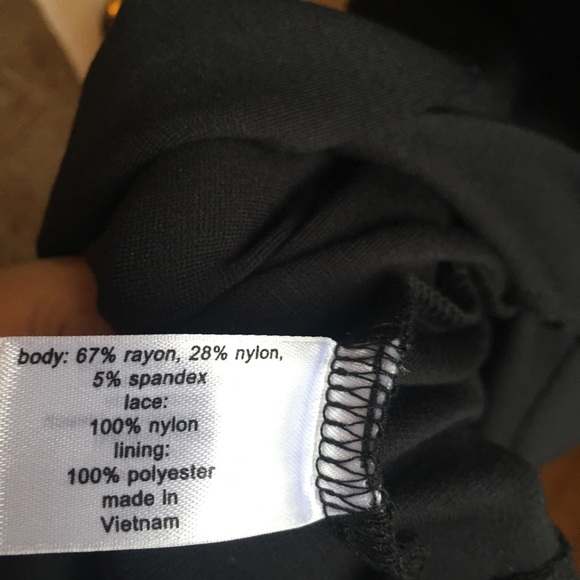 body: 67% rayon, 28% nylon,
5% spandex
lace:
100% nylon
lining:
100% polyester
made in
Vietnam